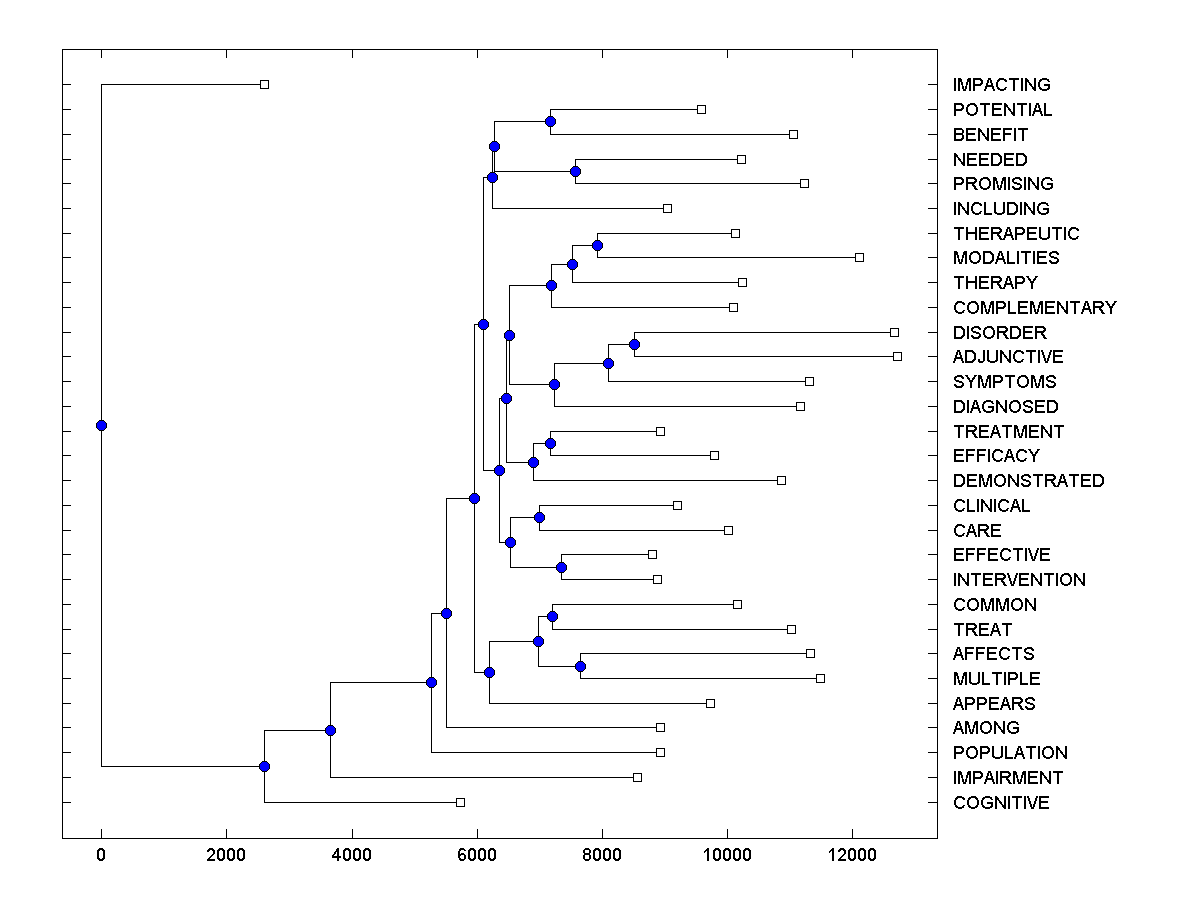 IMPACTING
POTENTIAL
BENEFIT
NEEDED
PROMISING
INCLUDING
THERAPEUTIC
MODALITIES
THERAPY
COMPLEMENTARY
DISORDER
ADJUNCTIVE
SYMPTOMS
DIAGNOSED
TREATMENT
EFFICACY
DEMONSTRATED
CLINICAL
CARE
EFFECTIVE
INTERVENTION
COMMON
TREAT
AFFECTS
MULTIPLE
APPEARS
AMONG
POPULATION
IMPAIRMENT
COGNITIVE
0 2000 4000 6000 8000 10000 12000